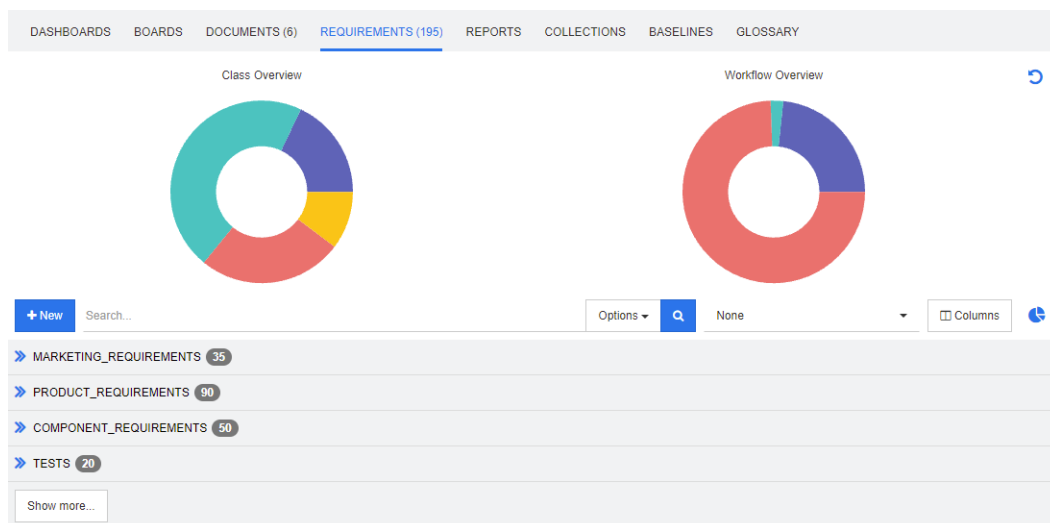 DASHBOARDS BOARDS DOCUMENTS (6) REQUIREMENTS (195) REPORTS COLLECTIONS BASELINES GLOSSARY
Class Overview Workflow Overview
New Search... Options None Columns
MARKETING_REQUIREMENTS 35
PRODUCT_REQUIREMENTS 90
COMPONENT_REQUIREMENTS 50
TESTS 20
Show more...